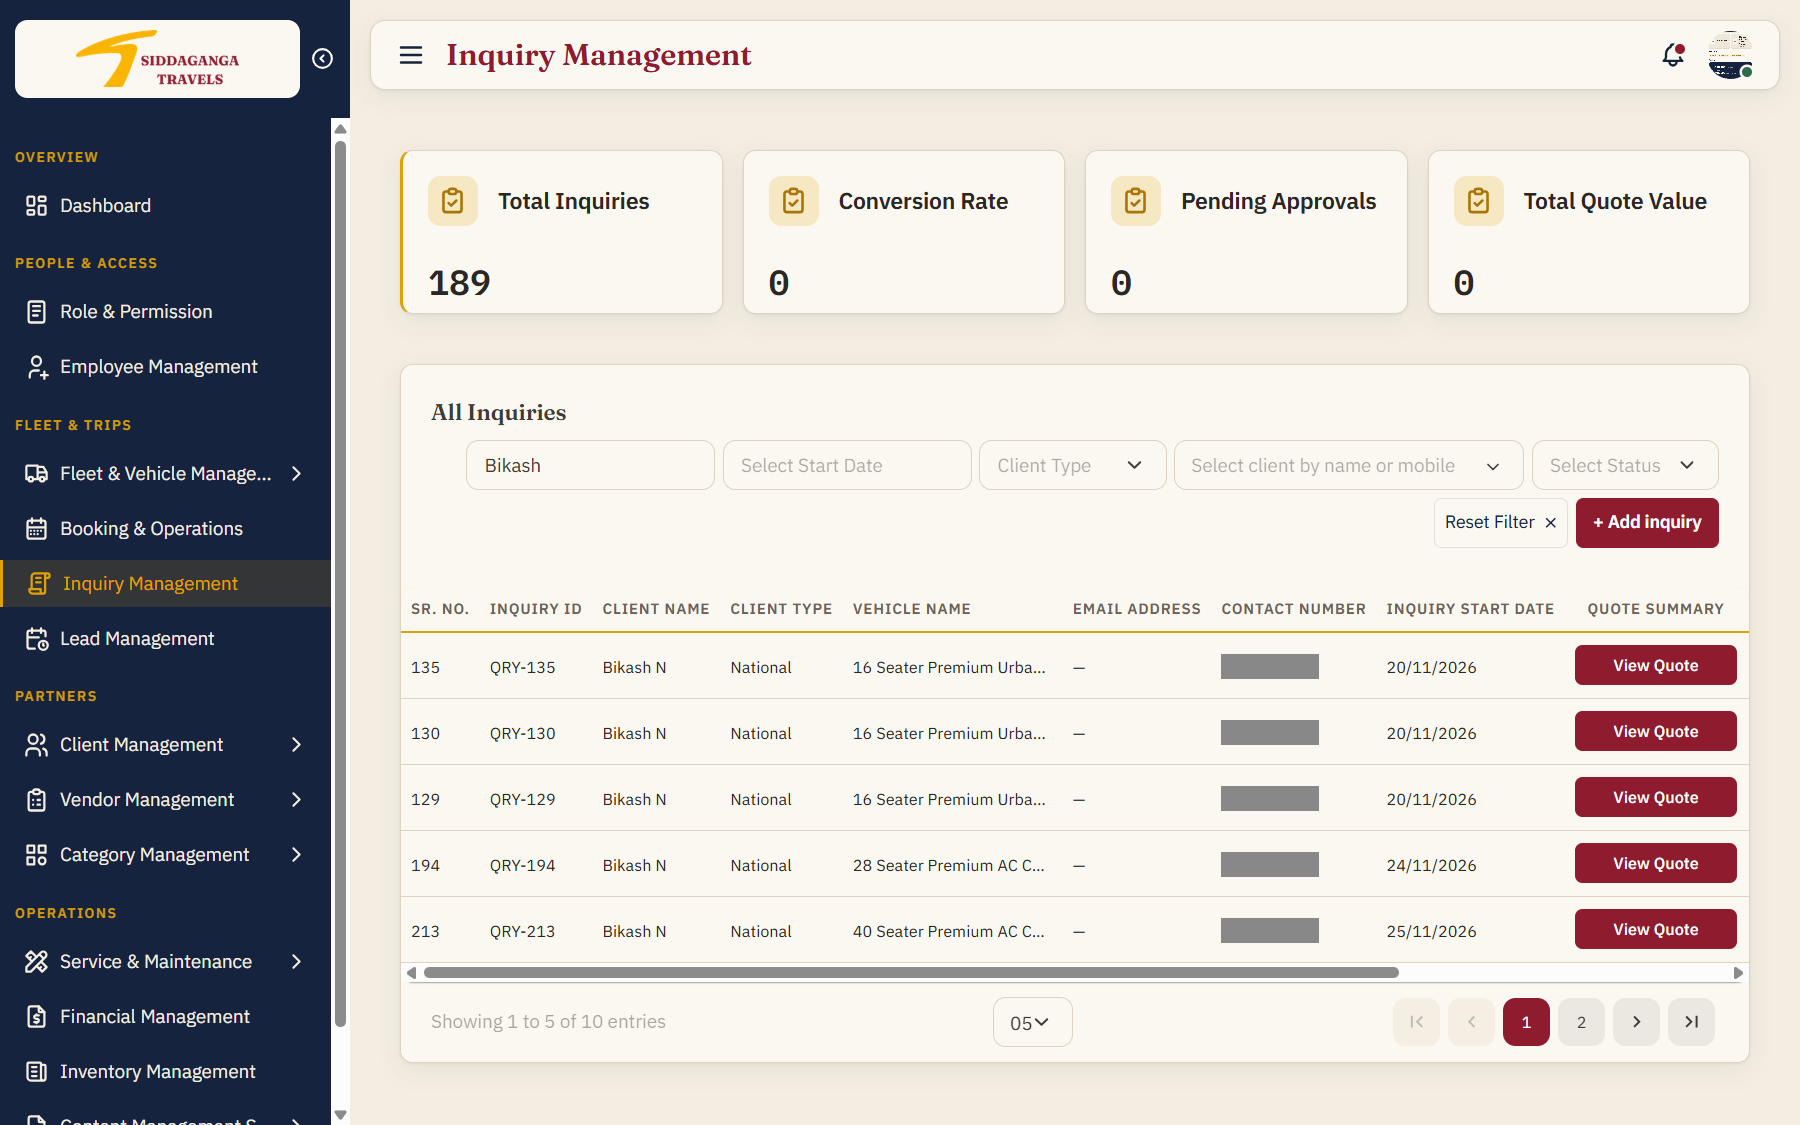 SIDDAGANGA
TRAVELS
OVERVIEW
Dashboard
PEOPLE & ACCESS
Role & Permission
Employee Management
FLEET & TRIPS
Fleet & Vehicle Manage...
Booking & Operations
Inquiry Management
Lead Management
PARTNERS
Client Management
Vendor Management
Category Management
OPERATIONS
Service & Maintenance
Financial Management
Inventory Management
Content Management S
Inquiry Management
Total Inquiries
189
Conversion Rate
0
Pending Approvals
0
Total Quote Value
0
All Inquiries
Bikash Select Start Date Client Type Select client by name or mobile Select Status
Reset Filter × + Add inquiry
SR. NO. INQUIRY ID CLIENT NAME CLIENT TYPE VEHICLE NAME EMAIL ADDRESS CONTACT NUMBER INQUIRY START DATE QUOTE SUMMARY
135 QRY-135 Bikash N National 16 Seater Premium Urba... — 20/11/2026 View Quote
130 QRY-130 Bikash N National 16 Seater Premium Urba... — 20/11/2026 View Quote
129 QRY-129 Bikash N National 16 Seater Premium Urba... — 20/11/2026 View Quote
194 QRY-194 Bikash N National 28 Seater Premium AC C... — 24/11/2026 View Quote
213 QRY-213 Bikash N National 40 Seater Premium AC C... — 25/11/2026 View Quote
Showing 1 to 5 of 10 entries 05 1 2